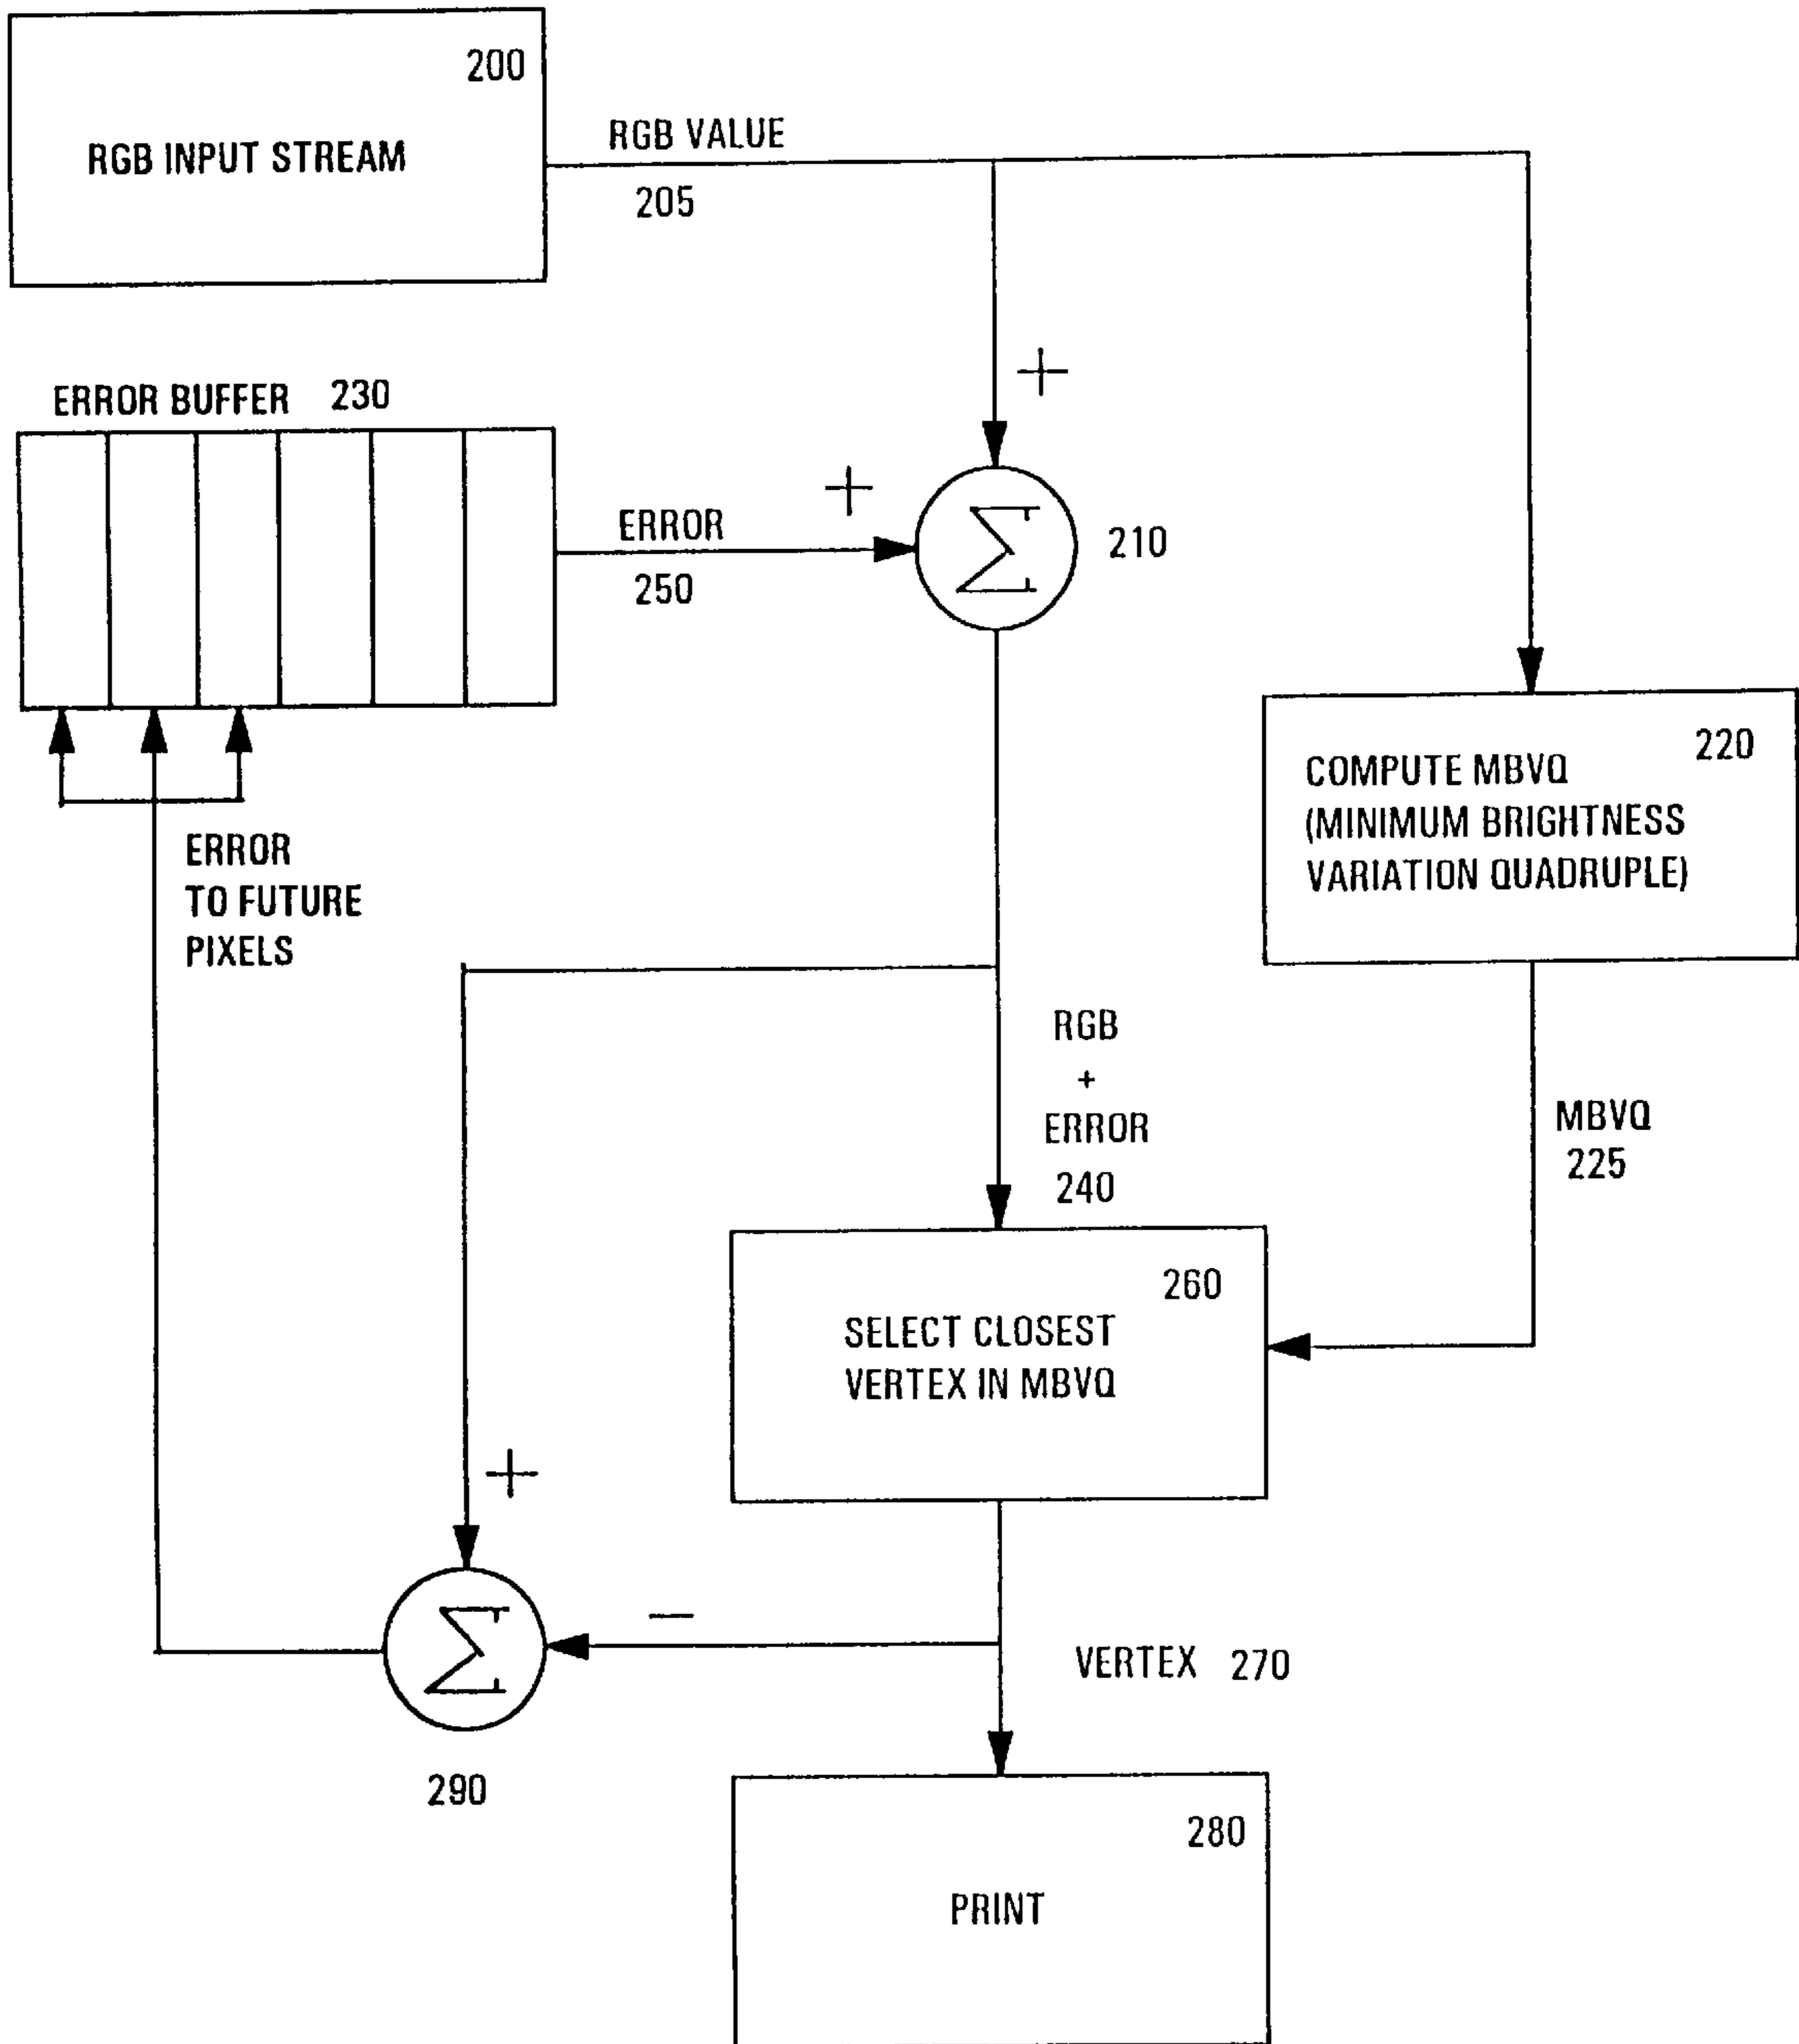 200
RGB INPUT STREAM
RGB VALUE
205
+
ERROR BUFFER 230
+
ERROR
250
Σ
210
220
COMPUTE MBVQ
(MINIMUM BRIGHTNESS
VARIATION QUADRUPLE)
ERROR
TO FUTURE
PIXELS
RGB
+
ERROR
240
MBVQ
225
260
SELECT CLOSEST
VERTEX IN MBVQ
+
Σ
−
VERTEX 270
290
280
PRINT